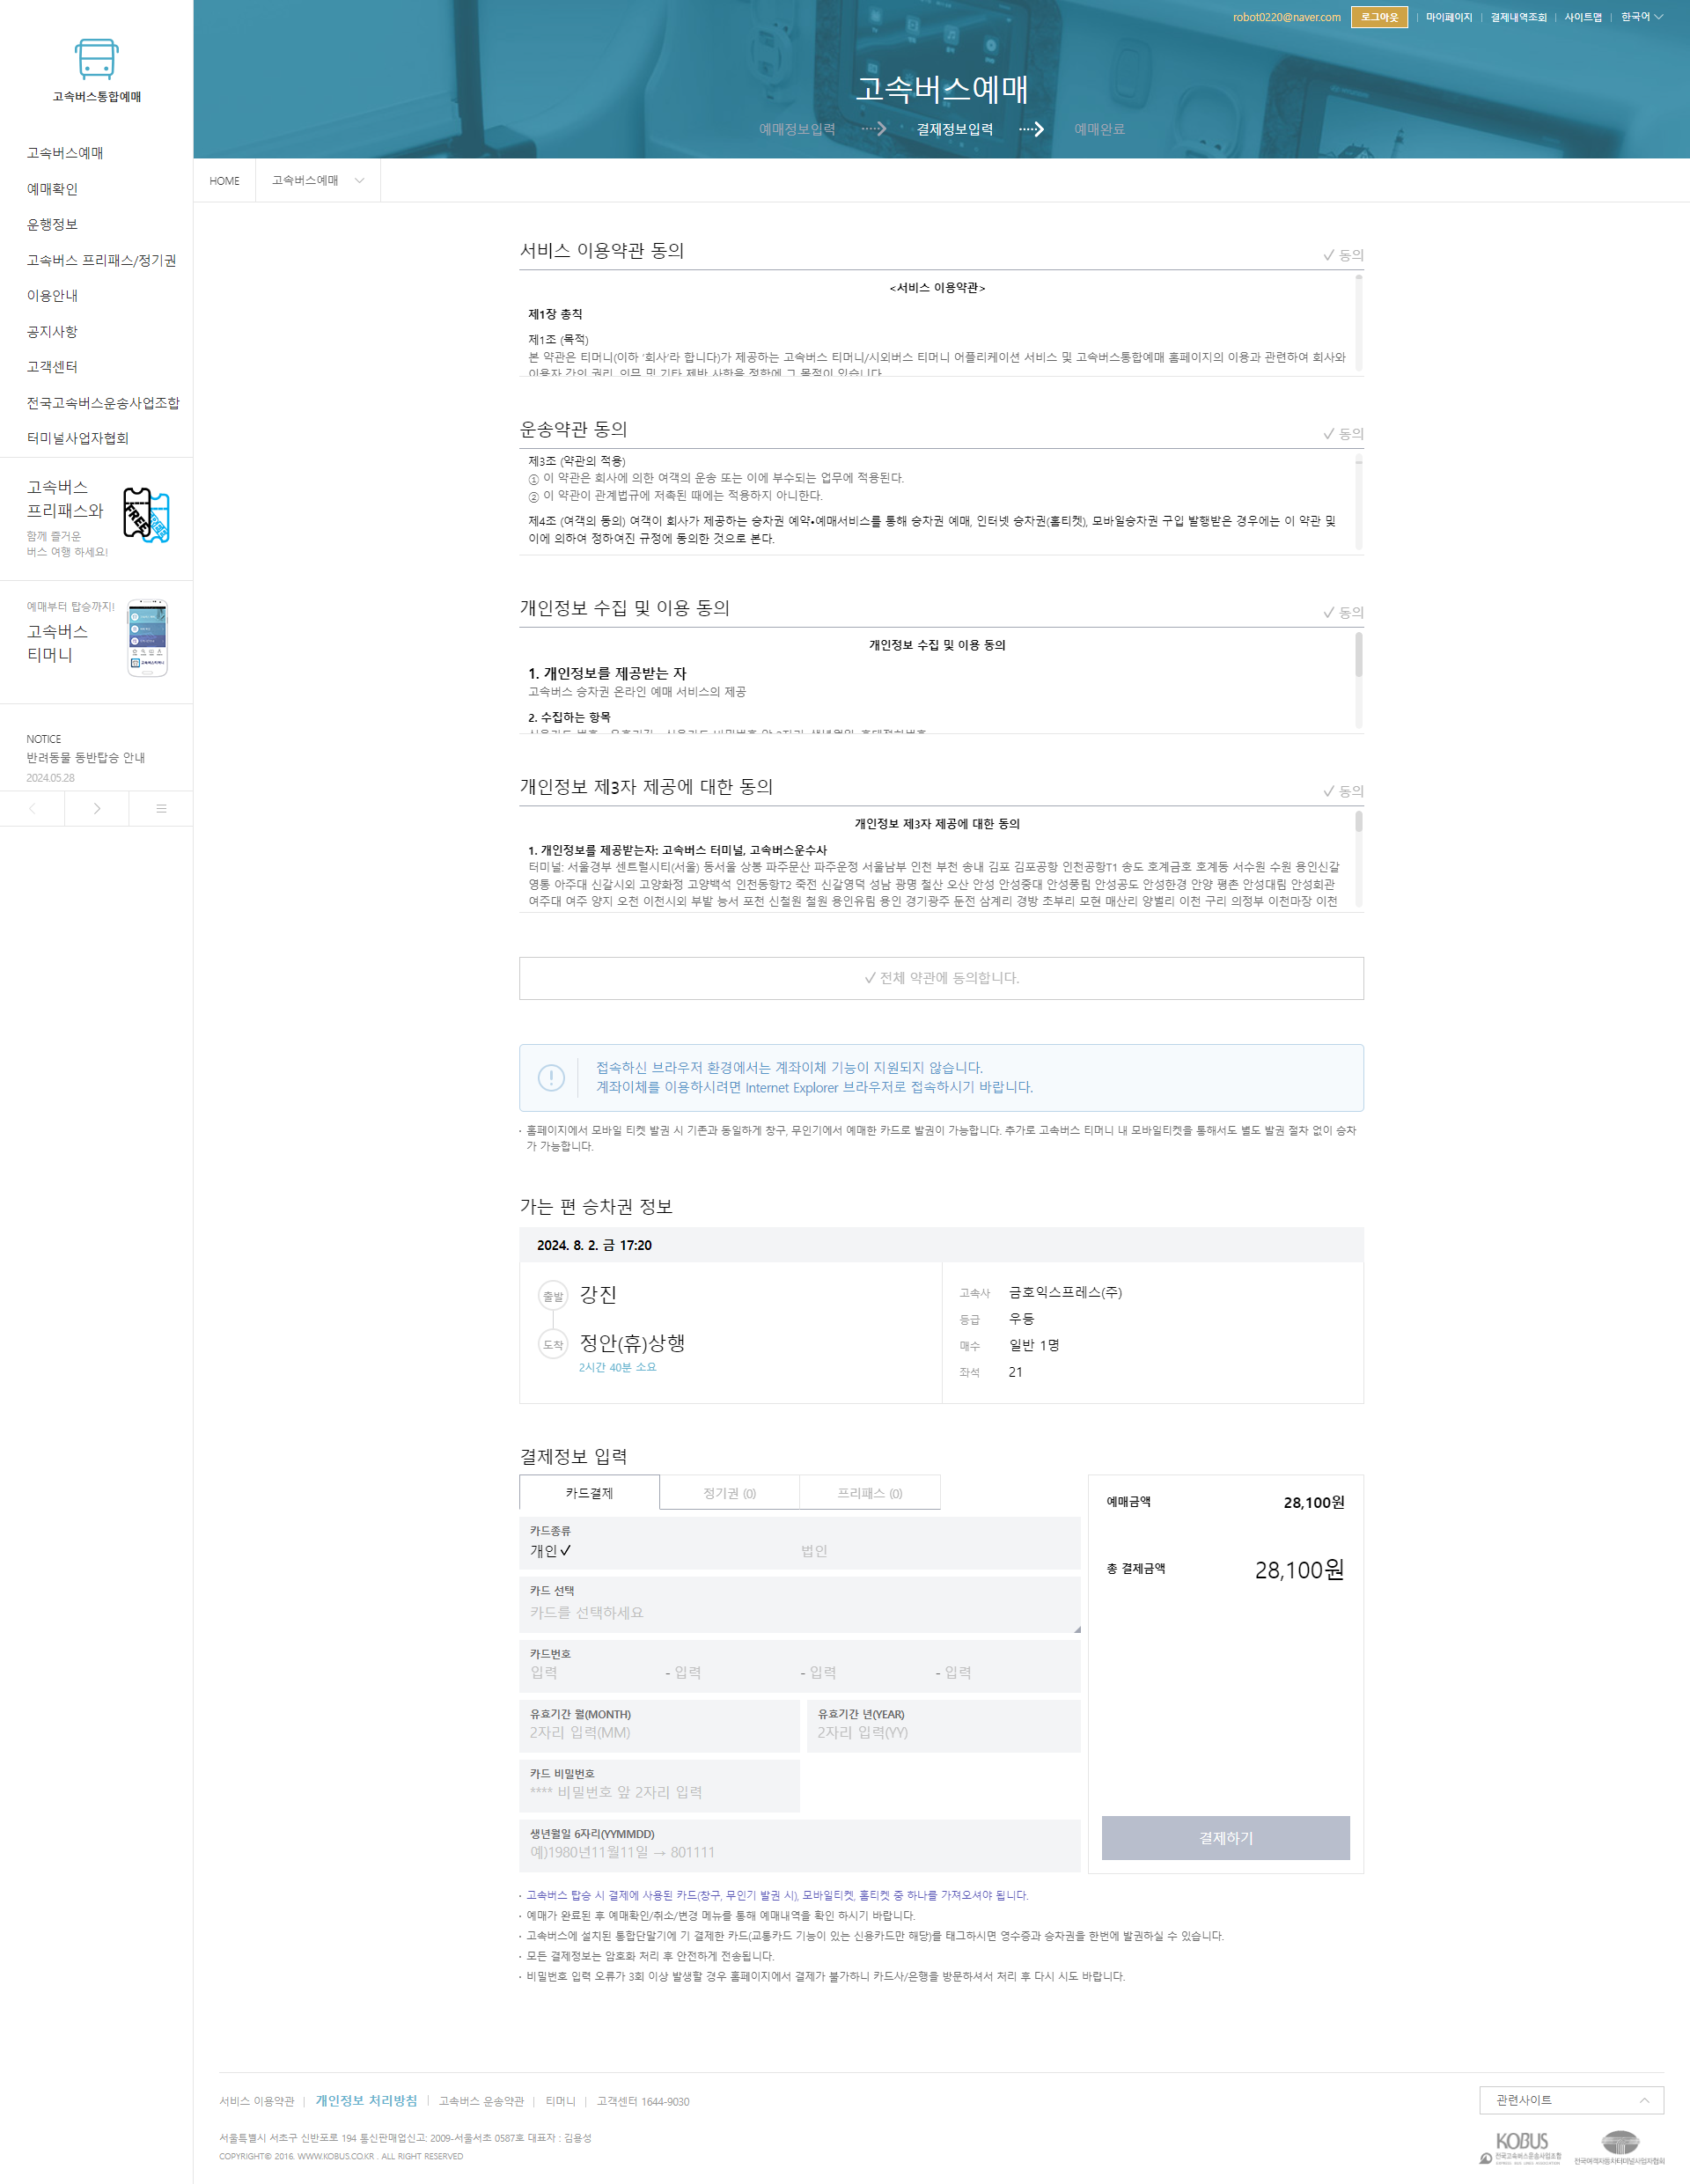 고속버스통합예매
고속버스예매
예매확인
운행정보
고속버스 프리패스/정기권
이용안내
공지사항
고객센터
전국고속버스운송사업조합
터미널사업자협회
고속버스
프리패스와
함께 즐거운
버스 여행 하세요!
FREE
FREE
예매부터 탑승까지!
고속버스
티머니
NOTICE
반려동물 동반탑승 안내
2024.05.28
robot0220@naver.com 로그아웃 마이페이지 결제내역조회 사이트맵 한국어
고속버스예매
예매정보입력 결제정보입력 예매완료
HOME 고속버스예매
서비스 이용약관 동의 동의
<서비스 이용약관>
제1장 총칙
제1조 (목적)
본 약관은 티머니(이하 '회사'라 합니다)가 제공하는 고속버스 티머니/시외버스 티머니 어플리케이션 서비스 및 고속버스통합예매 홈페이지의 이용과 관련하여 회사와
이용자 간의 권리, 의무 및 기타 제반 사항을 정함에 그 목적이 있습니다.
운송약관 동의 동의
제3조 (약관의 적용)
① 이 약관은 회사에 의한 여객의 운송 또는 이에 부수되는 업무에 적용된다.
② 이 약관이 관계법규에 저촉된 때에는 적용하지 아니한다.
제4조 (여객의 동의) 여객이 회사가 제공하는 승차권 예약•예매서비스를 통해 승차권 예매, 인터넷 승차권(홈티켓), 모바일승차권 구입 발행받은 경우에는 이 약관 및
이에 의하여 정하여진 규정에 동의한 것으로 본다.
개인정보 수집 및 이용 동의 동의
개인정보 수집 및 이용 동의
1. 개인정보를 제공받는 자
고속버스 승차권 온라인 예매 서비스의 제공
2. 수집하는 항목
개인정보 제3자 제공에 대한 동의 동의
개인정보 제3자 제공에 대한 동의
1. 개인정보를 제공받는자: 고속버스 터미널, 고속버스운수사
터미널: 서울경부 센트럴시티(서울) 동서울 상봉 파주문산 파주운정 서울남부 인천 부천 송내 김포 김포공항 인천공항T1 송도 호계금호 호계동 서수원 수원 용인신갈
영통 아주대 신갈시외 고양화정 고양백석 인천공항T2 죽전 신갈영덕 성남 광명 철산 오산 안성 안성중대 안성풍림 안성공도 안성한경 안양 평촌 안성대림 안성회관
여주대 여주 양지 오천 이천시외 부발 능서 포천 신철원 철원 용인유림 용인 경기광주 둔전 삼계리 경방 초부리 모현 매산리 양벌리 이천 구리 의정부 이천마장 이천
전체 약관에 동의합니다.
접속하신 브라우저 환경에서는 계좌이체 기능이 지원되지 않습니다.
계좌이체를 이용하시려면 Internet Explorer 브라우저로 접속하시기 바랍니다.
· 홈페이지에서 모바일 티켓 발권 시 기존과 동일하게 창구, 무인기에서 예매한 카드로 발권이 가능합니다. 추가로 고속버스 티머니 내 모바일티켓을 통해서도 별도 발권 절차 없이 승차
가 가능합니다.
가는 편 승차권 정보
2024. 8. 2. 금 17:20
출발 강진
도착 정안(휴)상행
2시간 40분 소요
고속사 금호익스프레스(주)
등급 우등
매수 일반 1명
좌석 21
결제정보 입력
카드결제 정기권 (0) 프리패스 (0)
카드종류
개인 법인
카드 선택
카드를 선택하세요
카드번호
입력 - 입력 - 입력 - 입력
유효기간 월(MONTH) 유효기간 년(YEAR)
2자리 입력(MM) 2자리 입력(YY)
카드 비밀번호
**** 비밀번호 앞 2자리 입력
생년월일 6자리(YYMMDD)
예)1980년11월11일 → 801111
예매금액 28,100원
총 결제금액 28,100원
결제하기
· 고속버스 탑승 시 결제에 사용된 카드(창구, 무인기 발권 시), 모바일티켓, 홈티켓 중 하나를 가져오셔야 됩니다.
· 예매가 완료된 후 예매확인/취소/변경 메뉴를 통해 예매내역을 확인 하시기 바랍니다.
· 고속버스에 설치된 통합단말기에 기 결제한 카드(교통카드 기능이 있는 신용카드만 해당)를 태그하시면 영수증과 승차권을 한번에 발권하실 수 있습니다.
· 모든 결제정보는 암호화 처리 후 안전하게 전송됩니다.
· 비밀번호 입력 오류가 3회 이상 발생할 경우 홈페이지에서 결제가 불가하니 카드사/은행을 방문하셔서 처리 후 다시 시도 바랍니다.
서비스 이용약관 개인정보 처리방침 고속버스 운송약관 티머니 고객센터 1644-9030
관련사이트
서울특별시 서초구 신반포로 194 통신판매업신고: 2009-서울서초 0587호 대표자 : 김용성
COPYRIGHT© 2016. WWW.KOBUS.CO.KR . ALL RIGHT RESERVED
KOBUS
전국고속버스운송사업조합
전국여객자동차터미널사업자협회